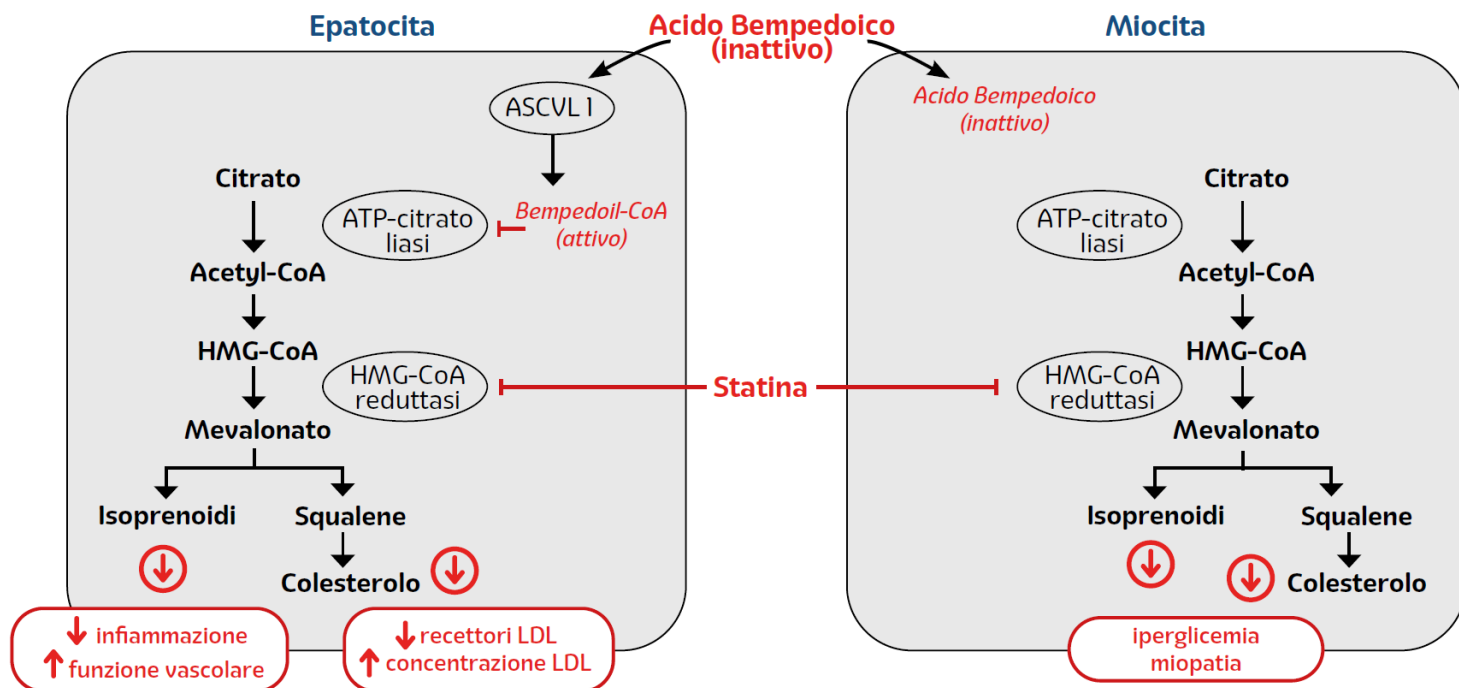 Epatocita
Acido Bempedoico
(inattivo)
Miocita
ASCVL1
Citrato
ATP-citrato
liasi
Bempedoil-CoA
(attivo)
Acetyl-CoA
HMG-CoA
HMG-CoA
reduttasi
Mevalonato
Isoprenoidi
Squalene
Colesterolo
↓ infiammazione
↑ funzione vascolare
↓ recettori LDL
↑ concentrazione LDL
Statina
Acido Bempedoico
(inattivo)
Citrato
ATP-citrato
liasi
Acetyl-CoA
HMG-CoA
HMG-CoA
reduttasi
Mevalonato
Isoprenoidi
Squalene
Colesterolo
iperglicemia
miopatia